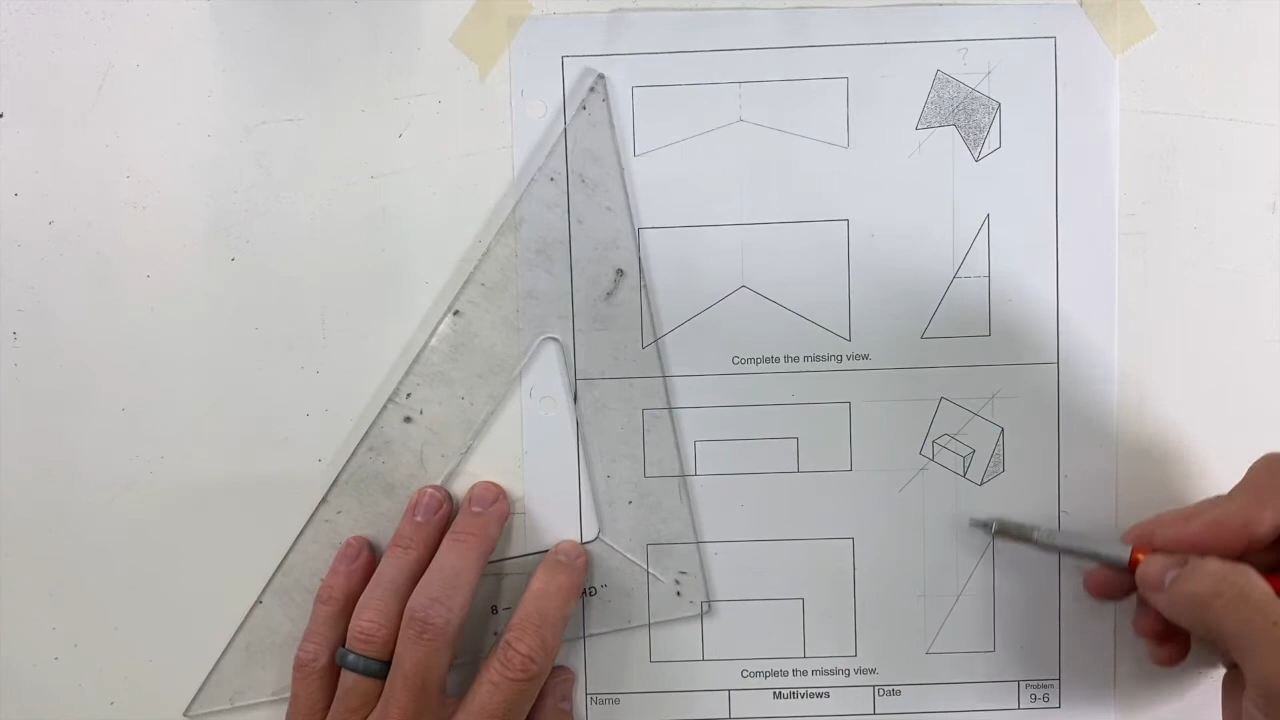 ?
Complete the missing view.
Complete the missing view.
Name
Multiviews
Date
Problem
9-6